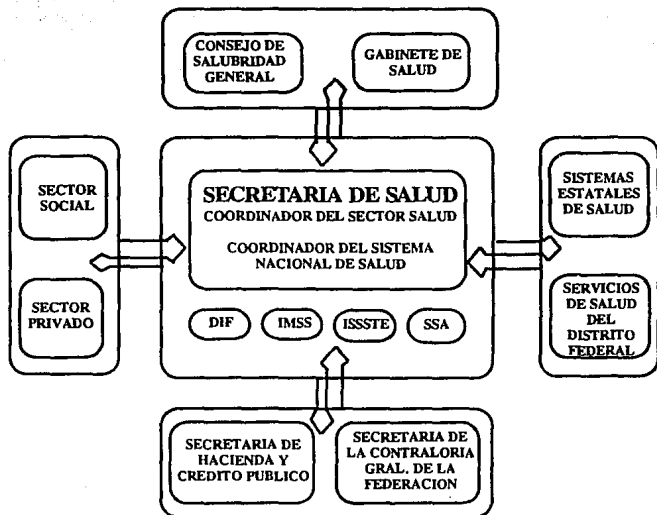 CONSEJO DE
SALUBRIDAD
GENERAL
GABINETE DE
SALUD
SECTOR
SOCIAL
SECTOR
PRIVADO
SECRETARIA DE SALUD
COORDINADOR DEL SECTOR SALUD
COORDINADOR DEL SISTEMA
NACIONAL DE SALUD
DIF
IMSS
ISSSTE
SSA
SISTEMAS
ESTATALES
DE SALUD
SERVICIOS
DE SALUD
DEL
DISTRITO
FEDERAL
SECRETARIA DE
HACIENDA Y
CREDITO PUBLICO
SECRETARIA DE
LA CONTRALORIA
GRAL. DE LA
FEDERACION